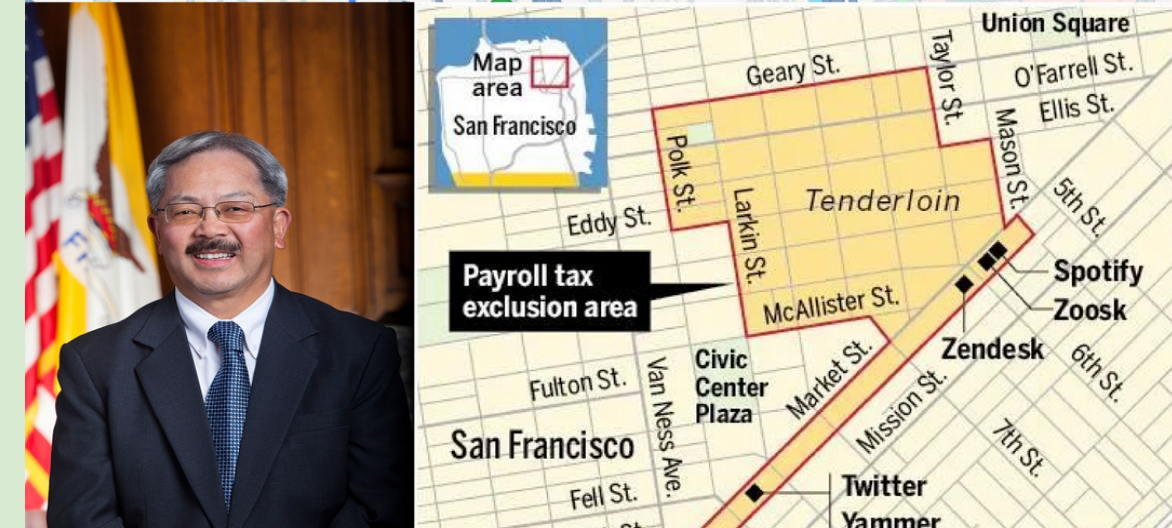 Map
area
San Francisco
Union Square
Geary St.
Taylor St.
O'Farrell St.
Ellis St.
Mason St.
Polk St.
Larkin St.
Tenderloin
Eddy St.
5th St.
Payroll tax
exclusion area
Spotify
Zoosk
McAllister St.
Zendesk
6th St.
Civic
Center
Plaza
Market St.
Mission St.
Fulton St.
Van Ness Ave.
San Francisco
7th St.
Fell St.
Twitter
Yammer
St.